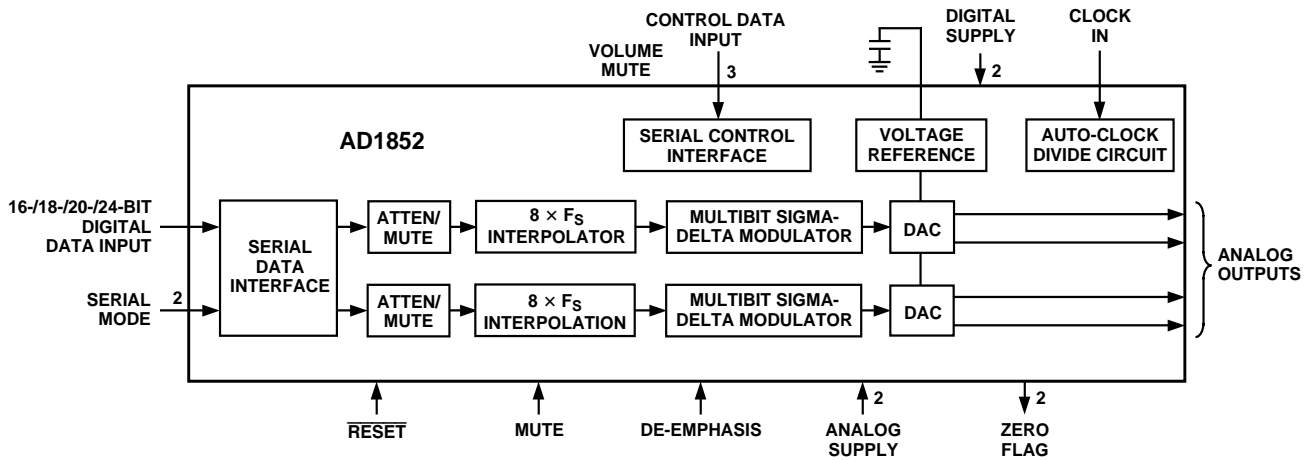 CONTROL DATA
INPUT
DIGITAL
SUPPLY
CLOCK
IN
VOLUME
MUTE
3
2
AD1852
SERIAL CONTROL
INTERFACE
VOLTAGE
REFERENCE
AUTO-CLOCK
DIVIDE CIRCUIT
16-/18-/20-/24-BIT
DIGITAL
DATA INPUT
SERIAL
DATA
INTERFACE
ATTEN/
MUTE
8 × FS
INTERPOLATOR
MULTIBIT SIGMA-
DELTA MODULATOR
DAC
ANALOG
OUTPUTS
SERIAL
MODE
2
ATTEN/
MUTE
8 × FS
INTERPOLATION
MULTIBIT SIGMA-
DELTA MODULATOR
DAC
RESET
MUTE
DE-EMPHASIS
2
ANALOG
SUPPLY
2
ZERO
FLAG